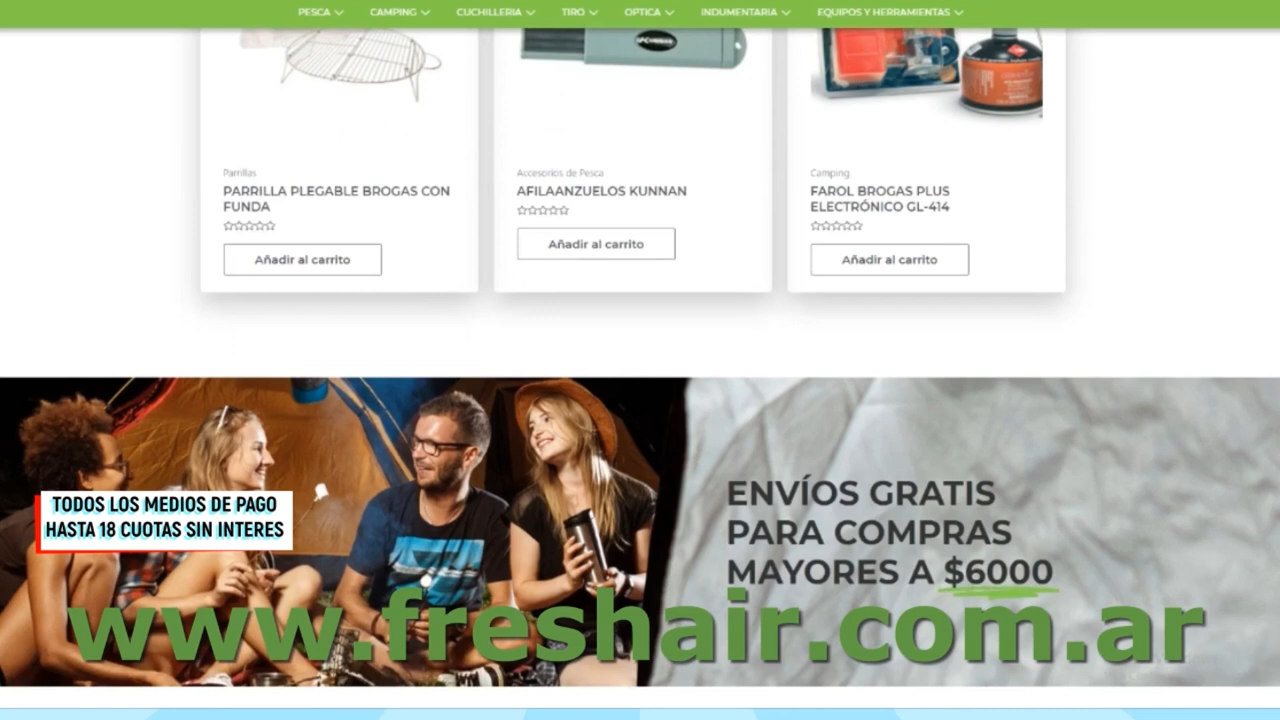 PESCA CAMPING CUCHILLERIA TIRO OPTICA INDUMENTARIA EQUIPOS Y HERRAMIENTAS
Parrillas
PARRILLA PLEGABLE BROGAS CON
FUNDA
Añadir al carrito
Accesorios de Pesca
AFILAANZUELOS KUNNAN
Añadir al carrito
Camping
FAROL BROGAS PLUS
ELECTRÓNICO GL-414
Añadir al carrito
TODOS LOS MEDIOS DE PAGO
HASTA 18 CUOTAS SIN INTERES
ENVÍOS GRATIS
PARA COMPRAS
MAYORES A $6000
www.freshair.com.ar